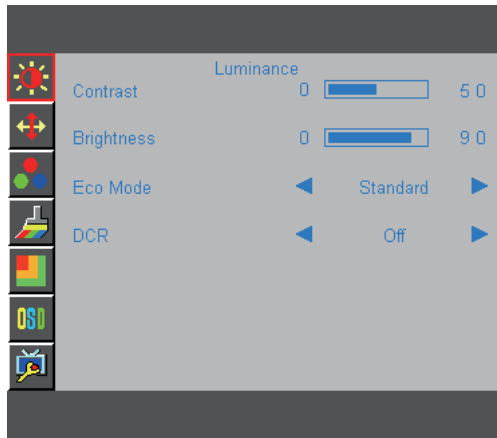 Luminance
Contrast 0 50
Brightness 0 90
Eco Mode Standard
DCR Off
OSD